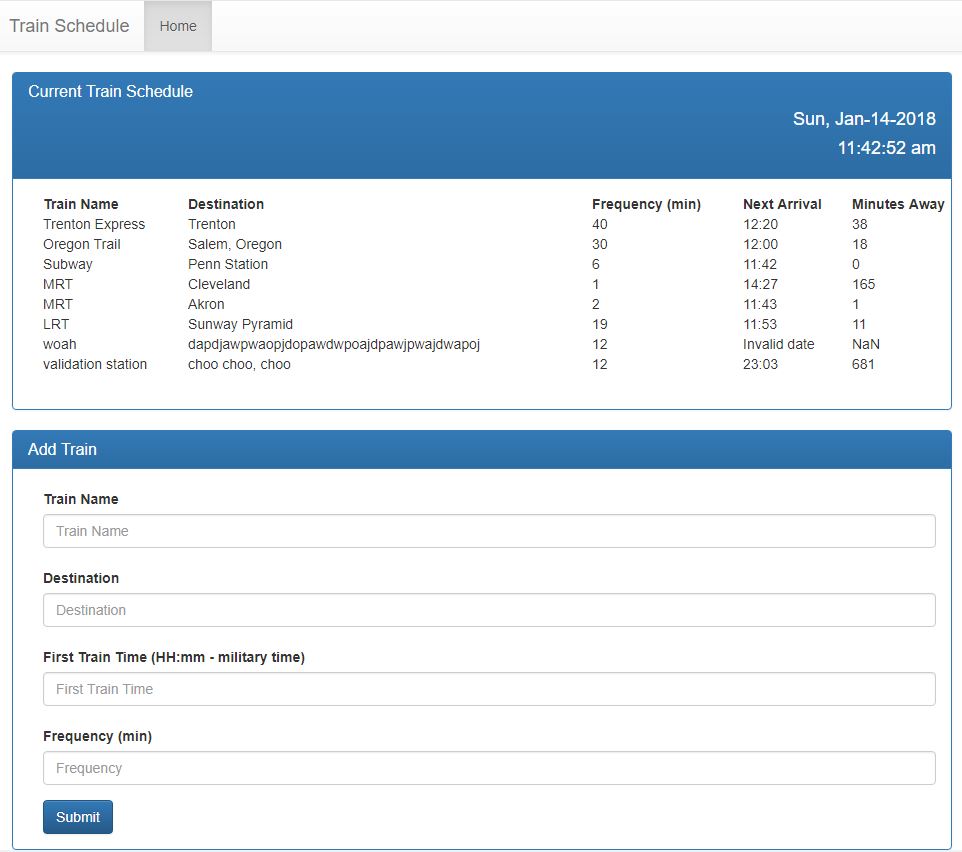 Train Schedule Home
Current Train Schedule
Sun, Jan-14-2018
11:42:52 am
Train Name Destination Frequency (min) Next Arrival Minutes Away
Trenton Express Trenton 40 12:20 38
Oregon Trail Salem, Oregon 30 12:00 18
Subway Penn Station 6 11:42 0
MRT Cleveland 1 14:27 165
MRT Akron 2 11:43 1
LRT Sunway Pyramid 19 11:53 11
woah dapdjawpwaopjdopawdwpoajdpawjpwajdwapoj 12 Invalid date NaN
validation station choo choo, choo 12 23:03 681
Add Train
Train Name
Train Name
Destination
Destination
First Train Time (HH:mm - military time)
First Train Time
Frequency (min)
Frequency
Submit